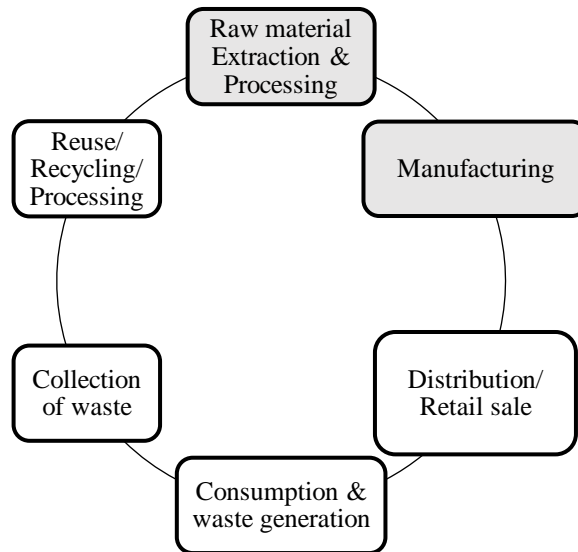 Raw material
Extraction &
Processing
Manufacturing
Distribution/
Retail sale
Consumption &
waste generation
Collection
of waste
Reuse/
Recycling/
Processing